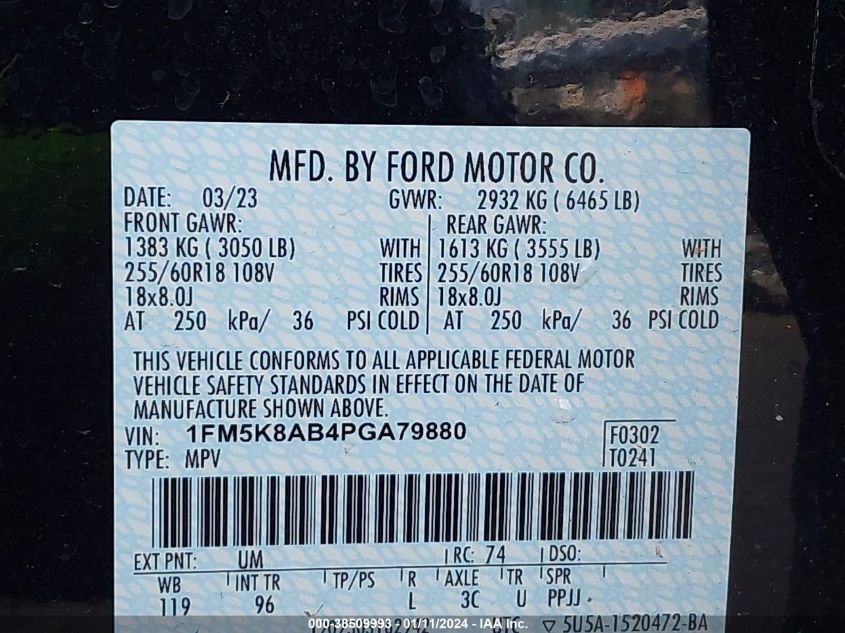 MFD. BY FORD MOTOR CO.
DATE: 03/23 GVWR: 2932 KG ( 6465 LB)
FRONT GAWR: REAR GAWR:
1383 KG ( 3050 LB) WITH 1613 KG ( 3555 LB) WITH
255/60R18 108V TIRES 255/60R18 108V TIRES
18x8.0J RIMS 18x8.0J RIMS
AT 250 kPa/ 36 PSI COLD AT 250 kPa/ 36 PSI COLD
THIS VEHICLE CONFORMS TO ALL APPLICABLE FEDERAL MOTOR
VEHICLE SAFETY STANDARDS IN EFFECT ON THE DATE OF
MANUFACTURE SHOWN ABOVE.
VIN: 1FM5K8AB4PGA79880 F0302
TYPE: MPV T0241
EXT PNT: UM RC: 74 DSO:
WB INT TR TP/PS R AXLE TR SPR
119 96 L 3C U PPJJ
5U5A-1520472-BA
000-38509993 - 01/11/2024 - IAA Inc.